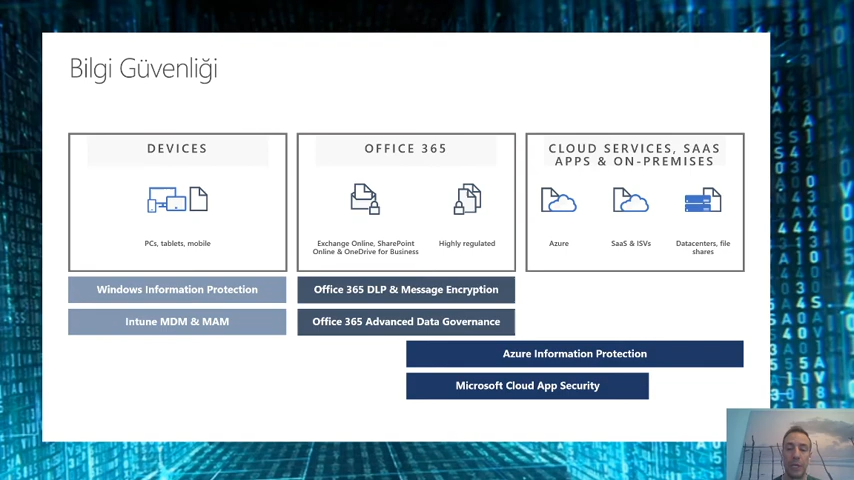 Bilgi Güvenliği
DEVICES
PCs, tablets, mobile
OFFICE 365
Exchange Online, SharePoint
Online & OneDrive for Business
Highly regulated
CLOUD SERVICES, SAAS
APPS & ON-PREMISES
Azure
SaaS & ISVs
Datacenters, file
shares
Windows Information Protection
Office 365 DLP & Message Encryption
Intune MDM & MAM
Office 365 Advanced Data Governance
Azure Information Protection
Microsoft Cloud App Security